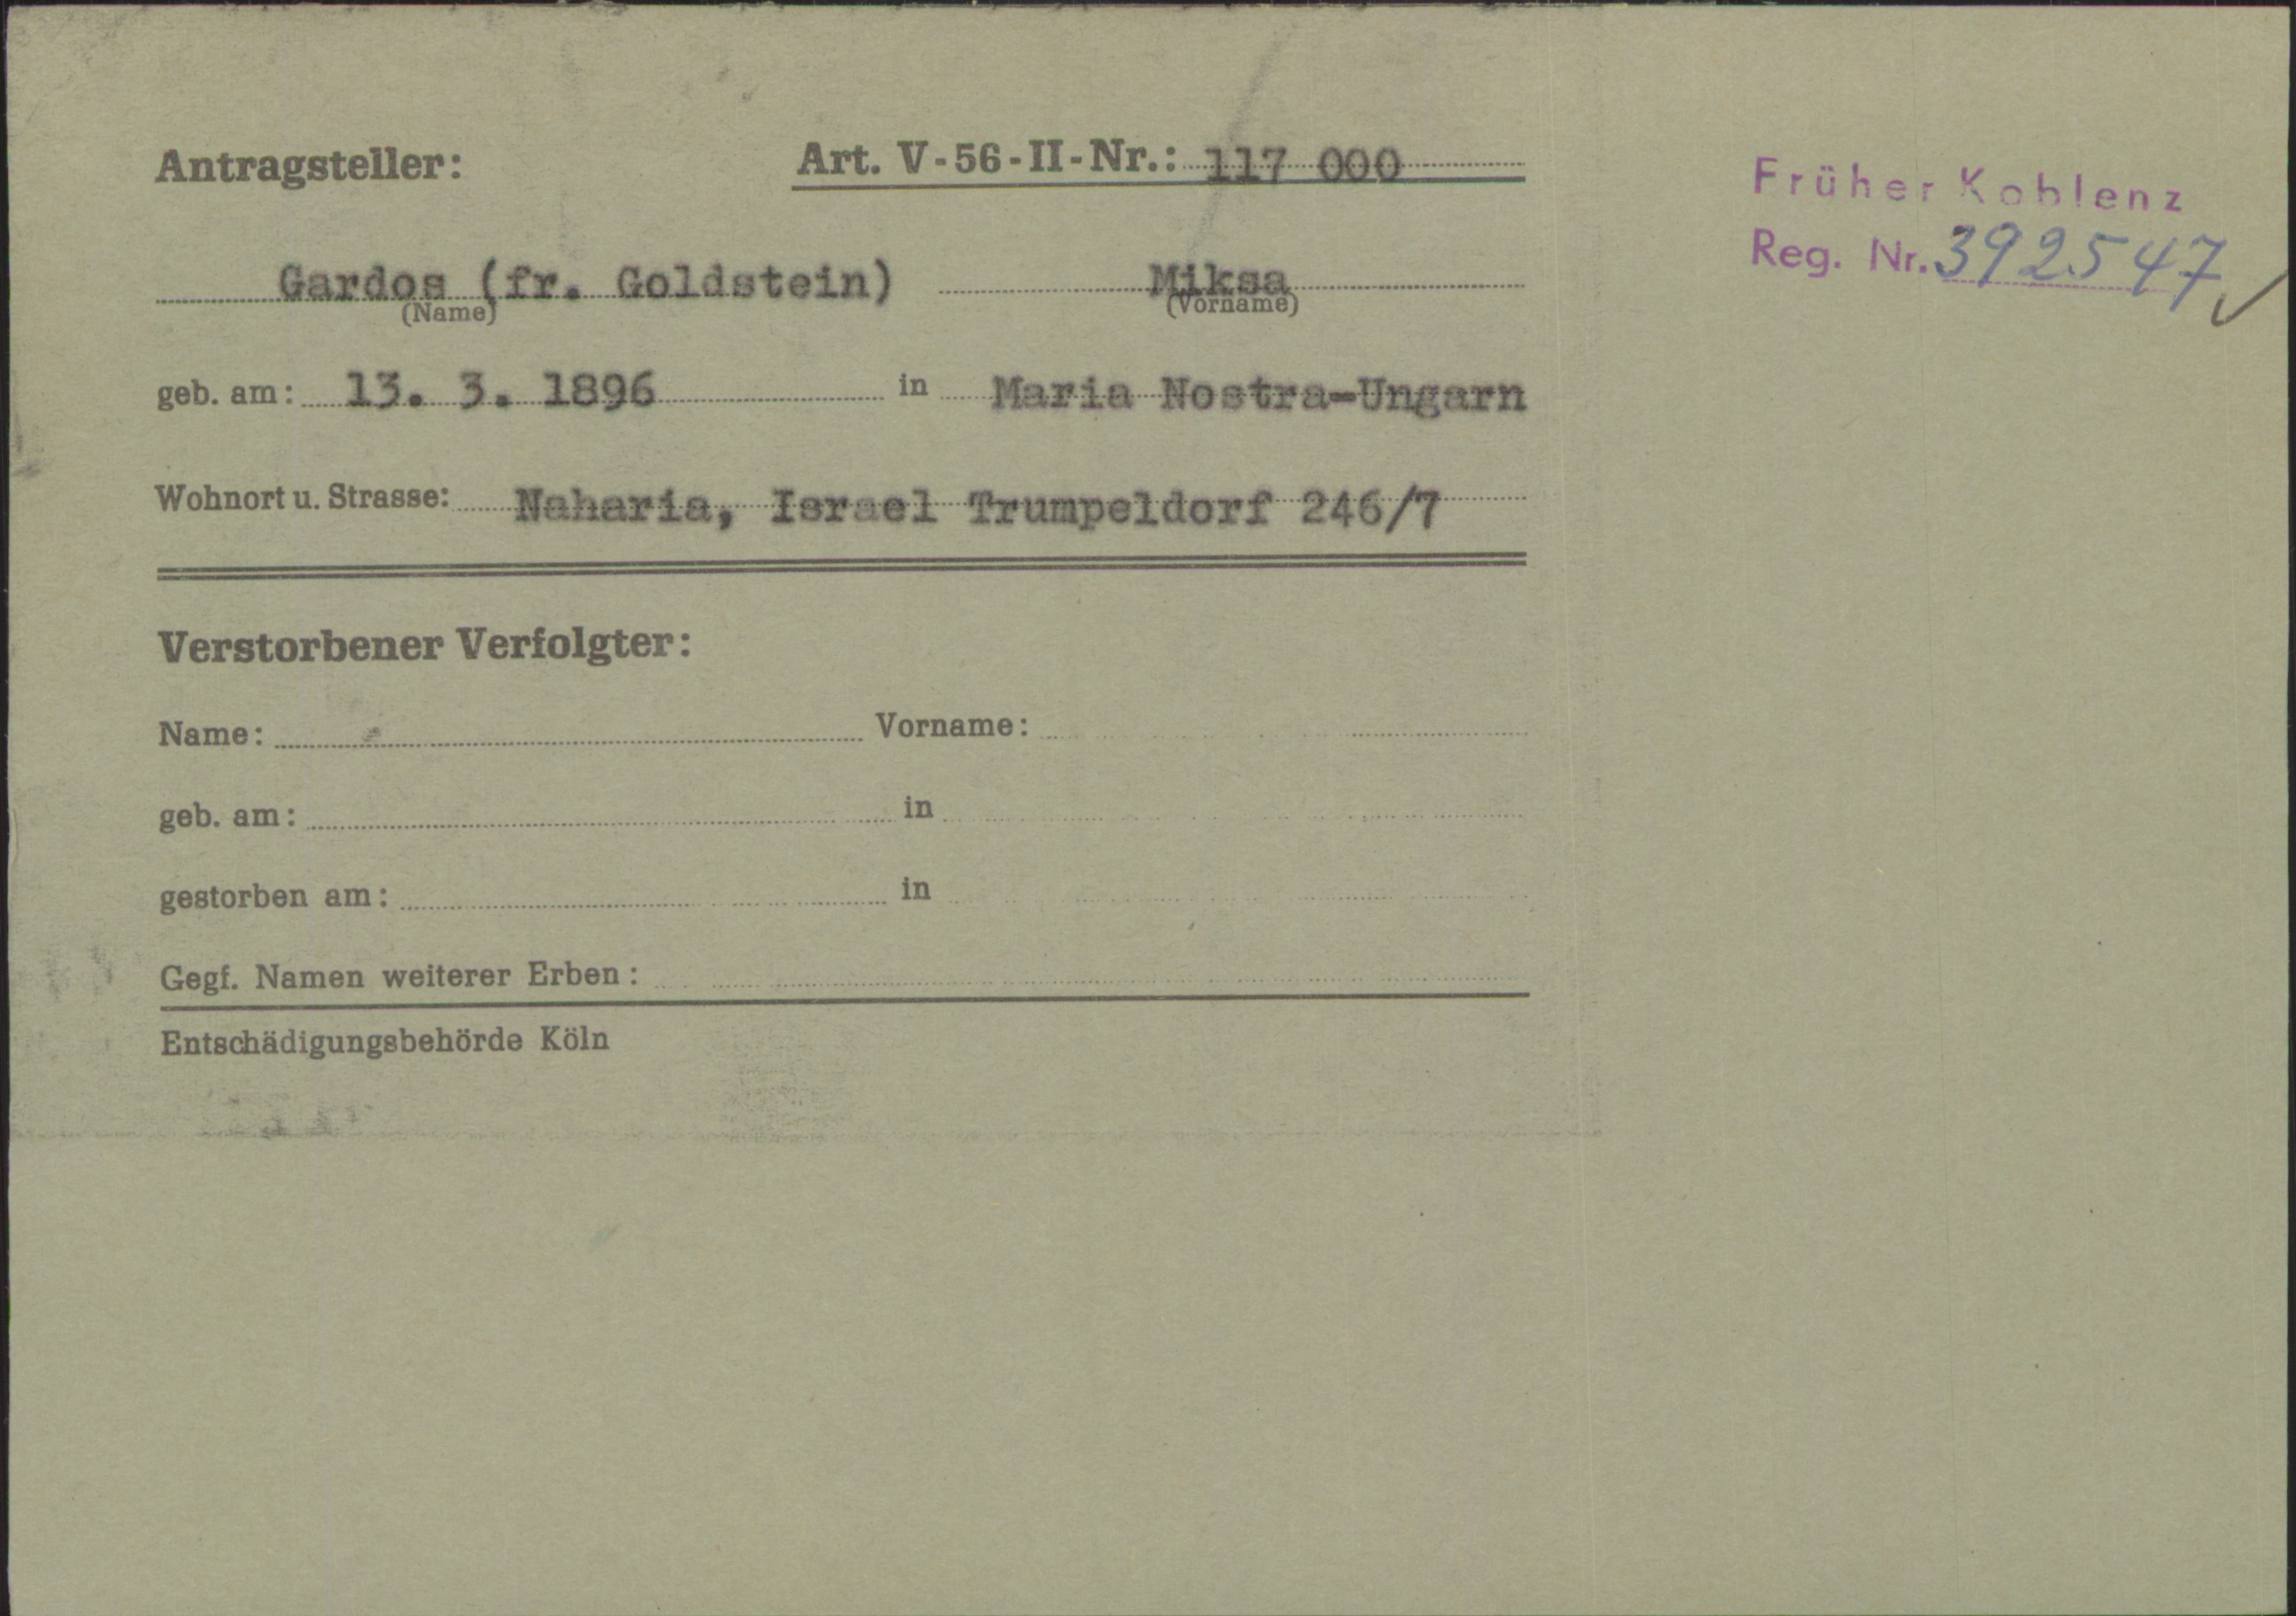 Antragsteller: Art. V-56-II-Nr.: 117 000
Früher Koblenz
Reg. Nr. 392547
Gardos (fr. Goldstein) Miksa
(Name) (Vorname)
geb. am: 13. 3. 1896 in Maria Nostra-Ungarn
Wohnort u. Strasse: Naharia, Israel Trumpeldorf 246/7
Verstorbener Verfolgter:
Name: Vorname:
geb. am: in
gestorben am: in
Gegf. Namen weiterer Erben:
Entschädigungsbehörde Köln